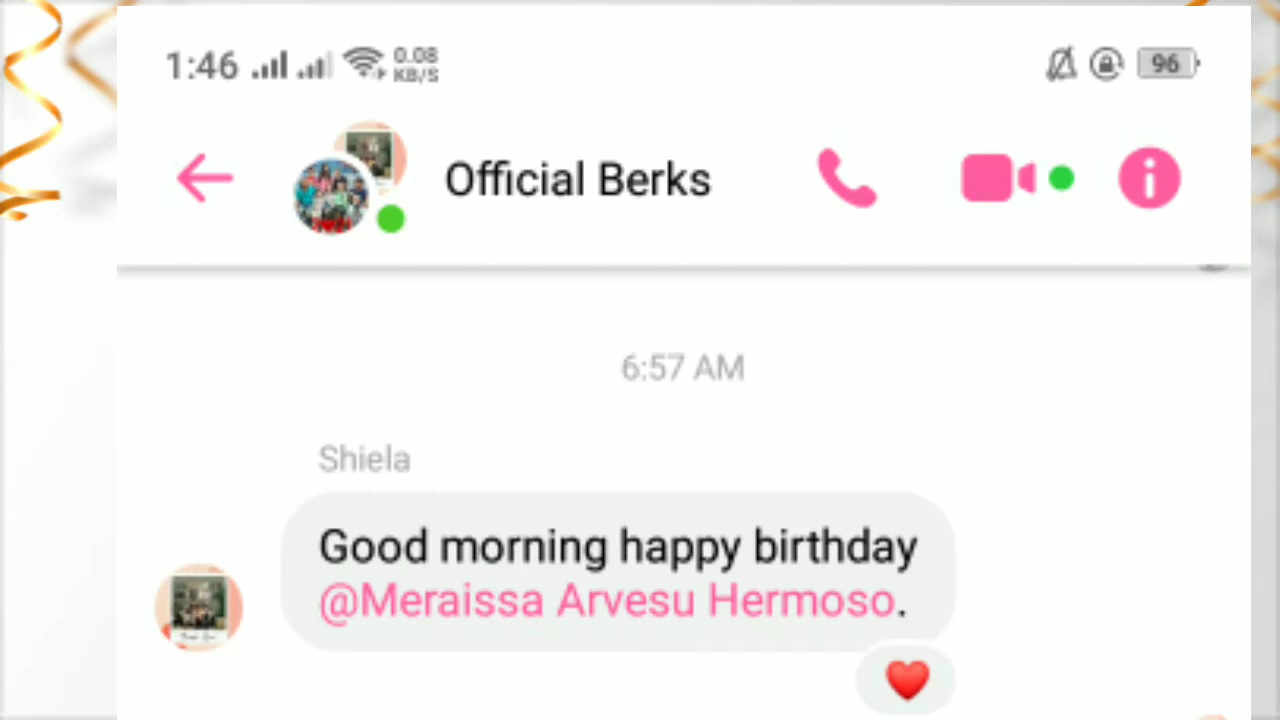 1:46 0.08 KB/S 96
Official Berks
6:57 AM
Shiela
Good morning happy birthday
@Meraissa Arvesu Hermoso.